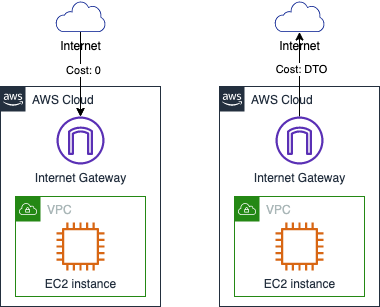 Internet
Cost: 0
aws
AWS Cloud
Internet Gateway
VPC
EC2 instance
Internet
Cost: DTO
aws
AWS Cloud
Internet Gateway
VPC
EC2 instance